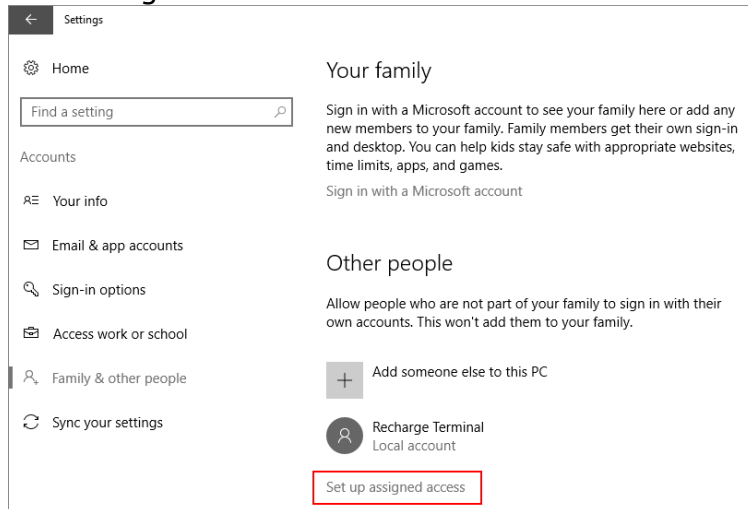 Settings
Home
Find a setting
Accounts
Your info
Email & app accounts
Sign-in options
Access work or school
Family & other people
Sync your settings
Your family
Sign in with a Microsoft account to see your family here or add any
new members to your family. Family members get their own sign-in
and desktop. You can help kids stay safe with appropriate websites,
time limits, apps, and games.
Sign in with a Microsoft account
Other people
Allow people who are not part of your family to sign in with their
own accounts. This won't add them to your family.
Add someone else to this PC
Recharge Terminal
Local account
Set up assigned access